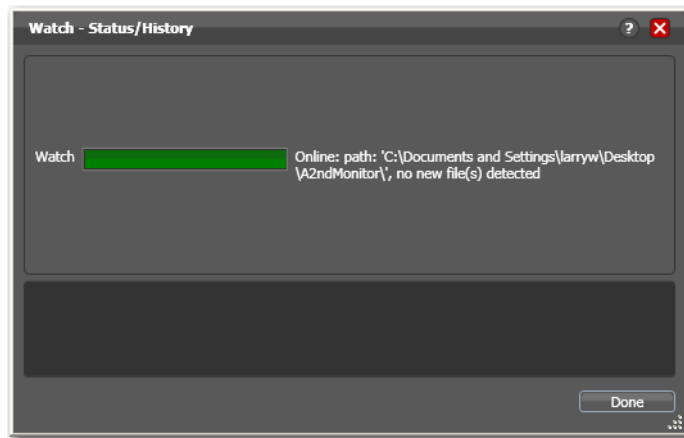 Watch - Status/History
?
Watch
Online: path: 'C:\Documents and Settings\larryw\Desktop
\A2ndMonitor\', no new file(s) detected
Done